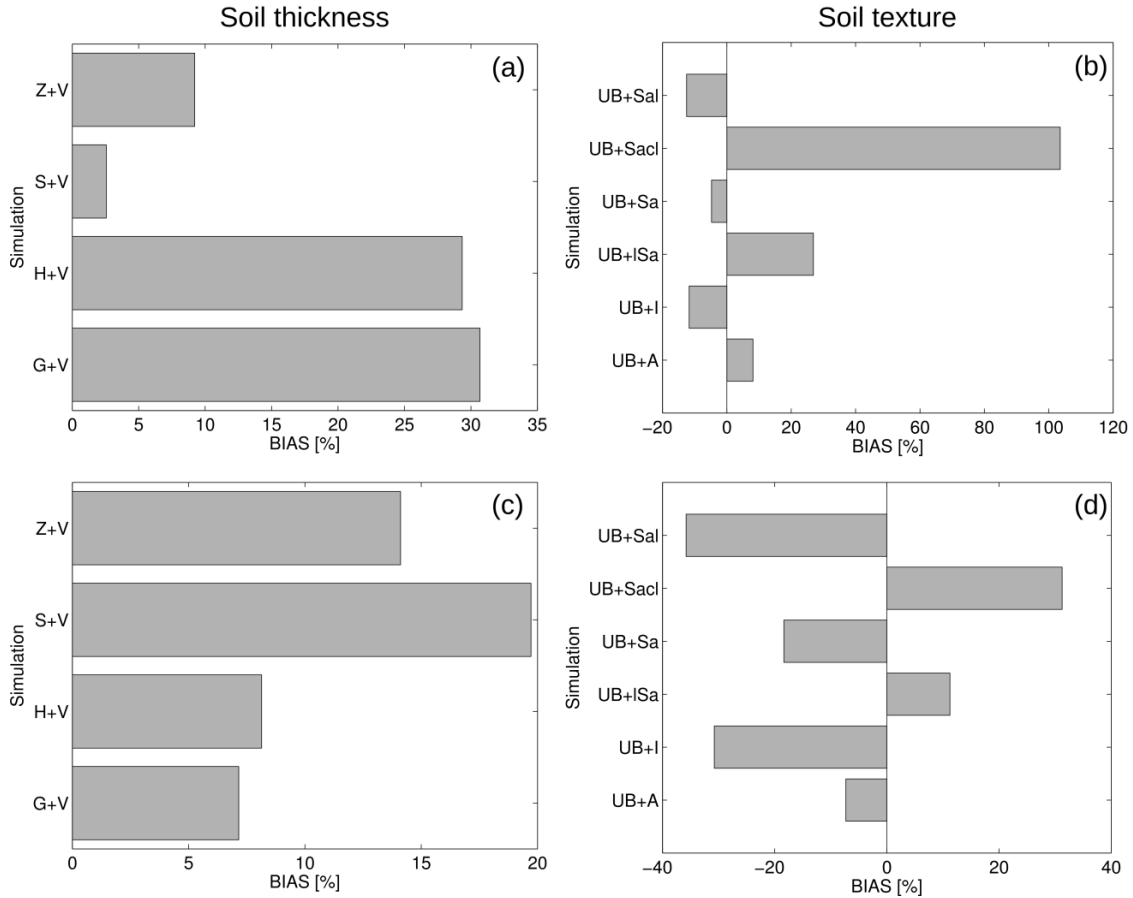 Soil thickness
Soil texture
(a)
Z+V
S+V
H+V
G+V
Simulation
0 5 10 15 20 25 30 35
BIAS [%]
(b)
UB+Sal
UB+Sacl
UB+Sa
UB+lSa
UB+l
UB+A
Simulation
−20 0 20 40 60 80 100 120
BIAS [%]
(c)
Z+V
S+V
H+V
G+V
Simulation
0 5 10 15 20
BIAS [%]
(d)
UB+Sal
UB+Sacl
UB+Sa
UB+lSa
UB+l
UB+A
Simulation
−40 −20 0 20 40
BIAS [%]